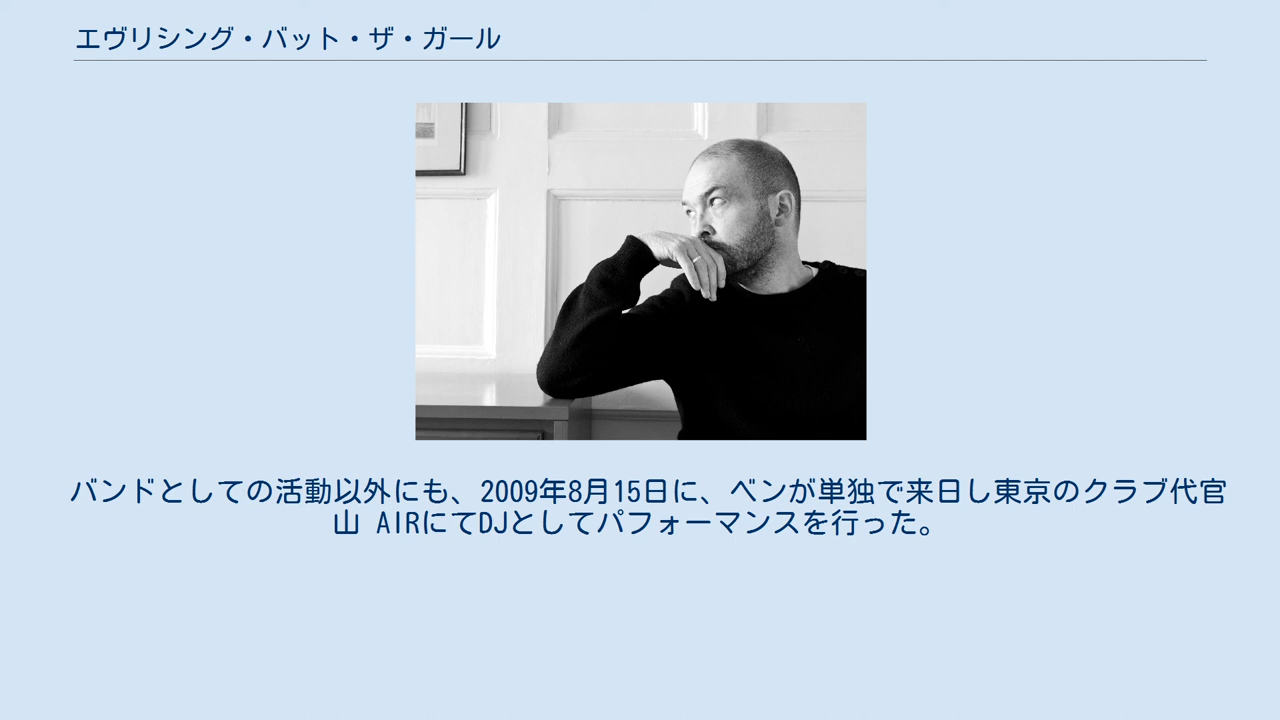 エヴリシング・バット・ザ・ガール
バンドとしての活動以外にも、2009年8月15日に、ベンが単独で来日し東京のクラブ代官
山 AIRにてDJとしてパフォーマンスを行った。